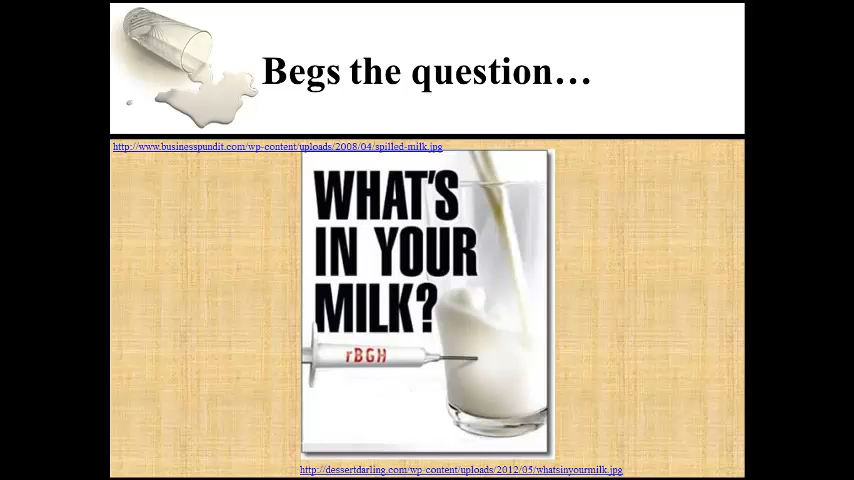 Begs the question…
http://www.businesspundit.com/wp-content/uploads/2008/04/spilled-milk.jpg
WHAT'S
IN YOUR
MILK?
rBGH
http://dessertdarling.com/wp-content/uploads/2012/05/whatsinyourmilk.jpg